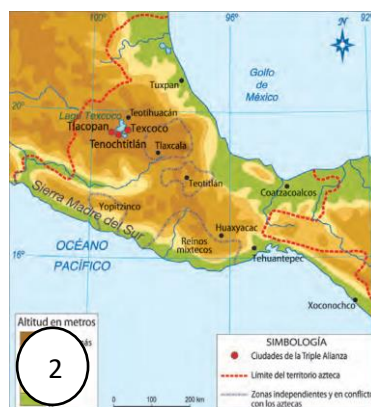 100°
96°
92°
N
Golfo de
México
Tuxpan
20°
Lago Texcoco
Teotihuacán
Tlacopan
Texcoco
Tenochtitlán
Tlaxcala
Teotitlán
Coatzacoalcos
Sierra Madre del Sur
Yopitzinco
Huaxyacac
Reinos
mixtecos
OCÉANO
PACÍFICO
16°
Tehuantepec
Xoconochco
Altitud en metros
2
0
100
200 km
SIMBOLOGÍA
Ciudades de la Triple Alianza
Límite del territorio azteca
Zonas independientes y en conflicto
con los aztecas